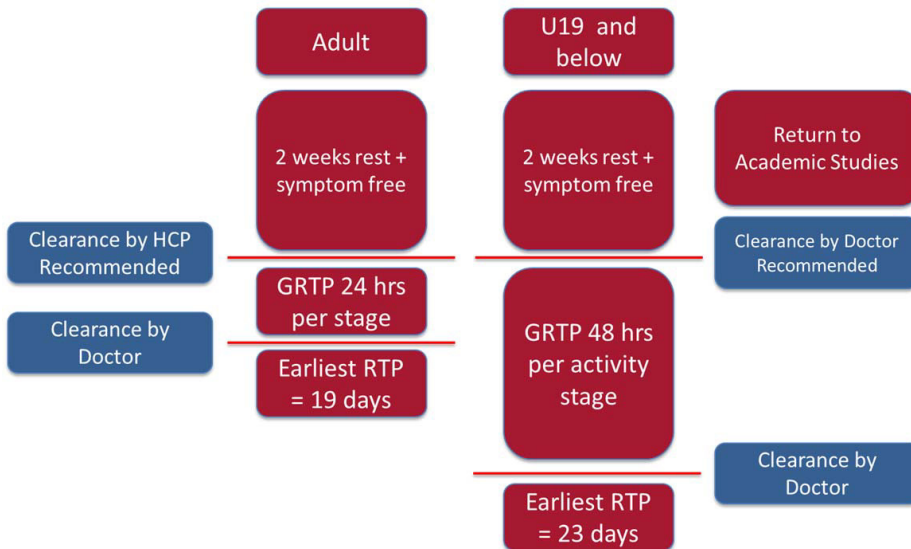 Adult
U19 and
below
2 weeks rest +
symptom free
2 weeks rest +
symptom free
Return to
Academic Studies
Clearance by HCP
Recommended
Clearance by Doctor
Recommended
GRTP 24 hrs
per stage
Clearance by
Doctor
GRTP 48 hrs
per activity
stage
Earliest RTP
= 19 days
Clearance by
Doctor
Earliest RTP
= 23 days